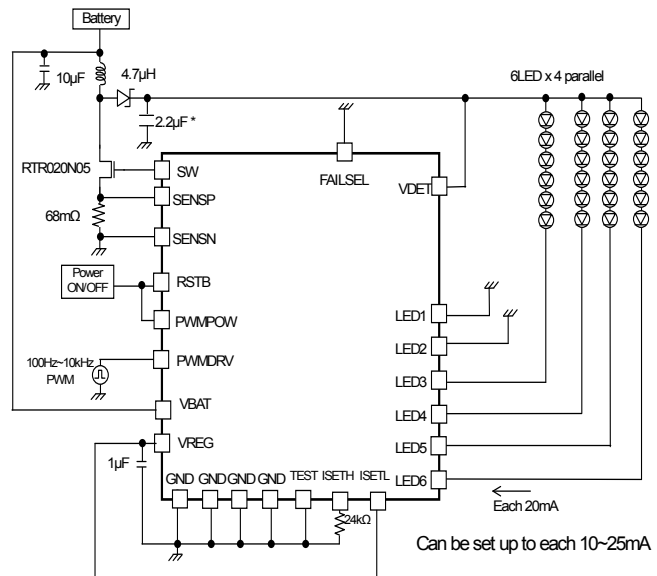 Battery
10µF
4.7µH
6LED x 4 parallel
2.2µF *
RTR020N05
SW
FAILSEL
VDET
SENSP
68mΩ
SENSN
Power
ON/OFF
RSTB
PWMPOW
LED1
LED2
100Hz~10kHz
PWM
PWMDRV
LED3
VBAT
LED4
VREG
LED5
1µF
GND GND GND GND TEST ISETH ISETL
LED6
24kΩ
Each 20mA
Can be set up to each 10~25mA